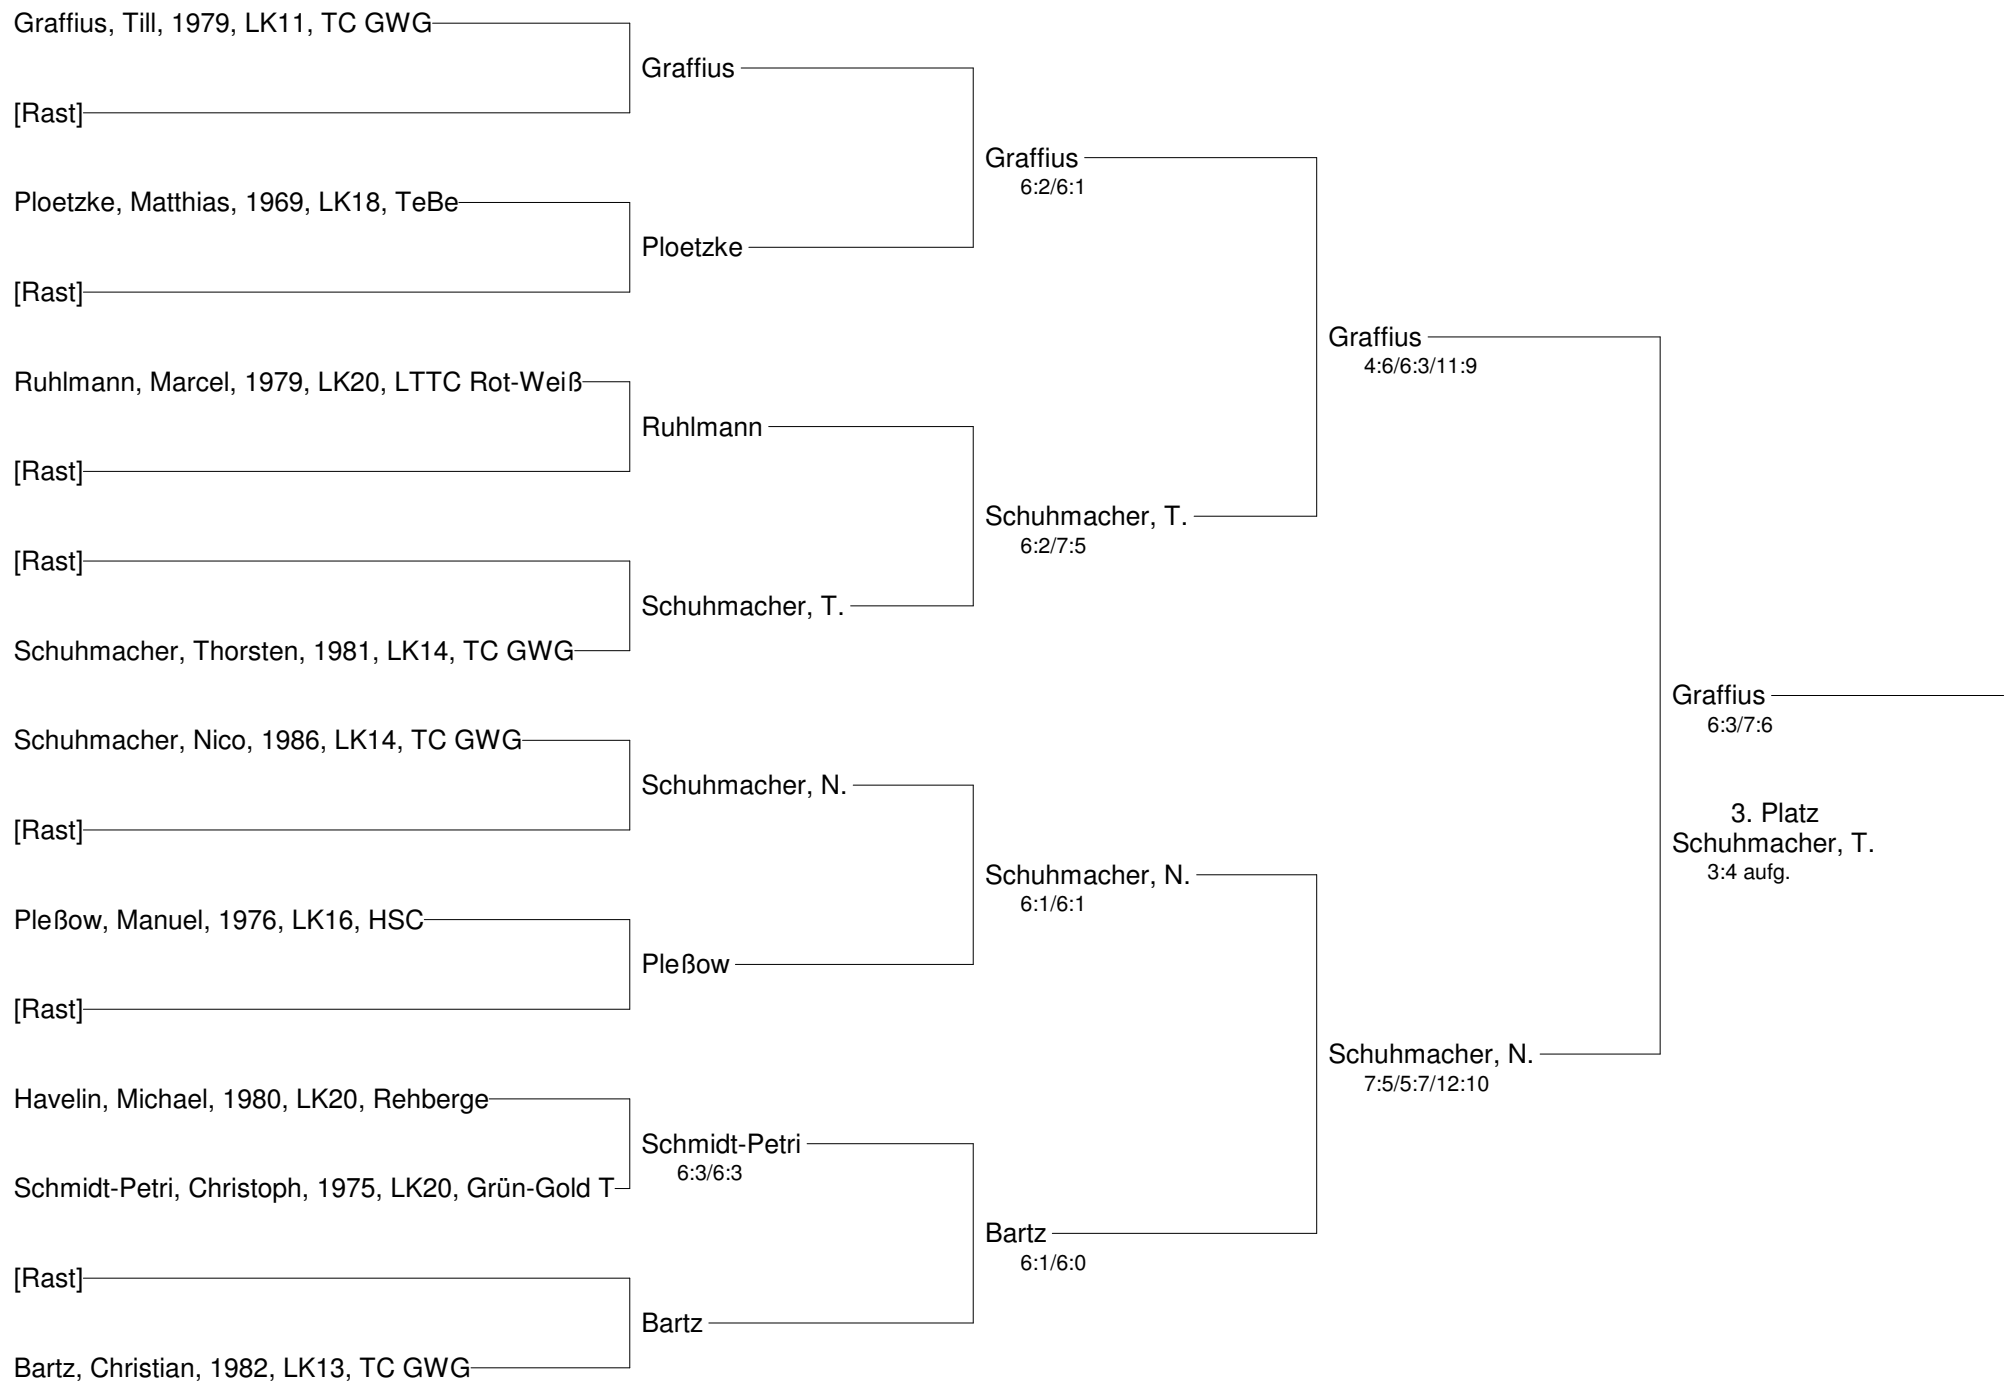 Graffius, Till, 1979, LK11, TC GWG
[Rast]
Ploetzke, Matthias, 1969, LK18, TeBe
[Rast]
Ruhlmann, Marcel, 1979, LK20, LTTC Rot-Weiß
[Rast]
[Rast]
Schuhmacher, Thorsten, 1981, LK14, TC GWG
Schuhmacher, Nico, 1986, LK14, TC GWG
[Rast]
Pleßow, Manuel, 1976, LK16, HSC
[Rast]
Havelin, Michael, 1980, LK20, Rehberge
Schmidt-Petri, Christoph, 1975, LK20, Grün-Gold T
[Rast]
Bartz, Christian, 1982, LK13, TC GWG
Graffius
Ploetzke
Ruhlmann
Schuhmacher, T.
Schuhmacher, N.
Pleßow
Schmidt-Petri
6:3/6:3
Bartz
Graffius
6:2/6:1
Schuhmacher, T.
6:2/7:5
Schuhmacher, N.
6:1/6:1
Bartz
6:1/6:0
Graffius
4:6/6:3/11:9
Schuhmacher, N.
7:5/5:7/12:10
Graffius
6:3/7:6
3. Platz
Schuhmacher, T.
3:4 aufg.